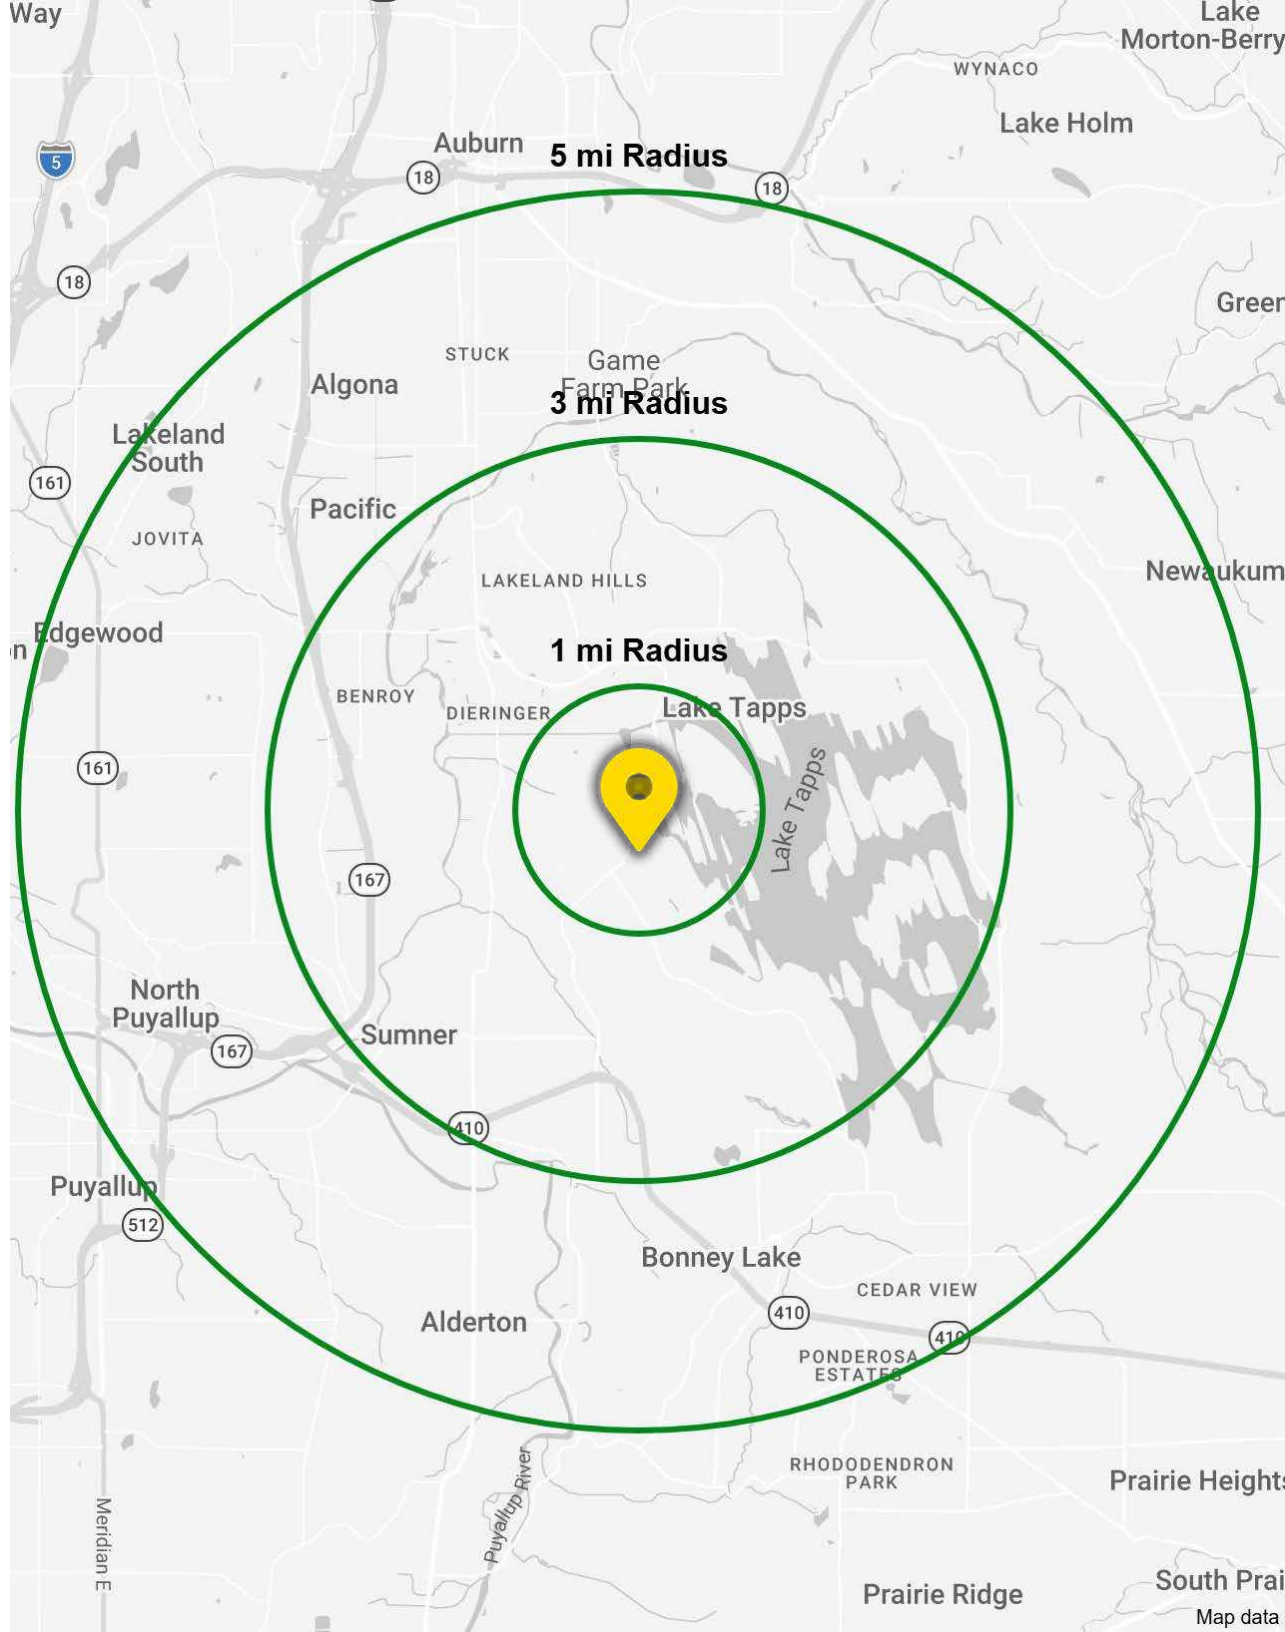 Way
Lake
Morton-Berry
WYNACO
Lake Holm
Auburn
5 mi Radius
5
18
18
18
Green
STUCK
Game
Farm Park
Algona
3 mi Radius
Lakeland
South
161
Pacific
JOVITA
Newaukum
LAKELAND HILLS
Edgewood
n
1 mi Radius
BENROY
DIERINGER
Lake Tapps
161
Lake Tapps
167
North
Puyallup
167
Sumner
410
Puyallup
512
Bonney Lake
CEDAR VIEW
410
Alderton
410
PONDEROSA
ESTATES
RHODODENDRON
PARK
Prairie Heights
Puyallup River
Meridian E
South Prai
Prairie Ridge
Map data